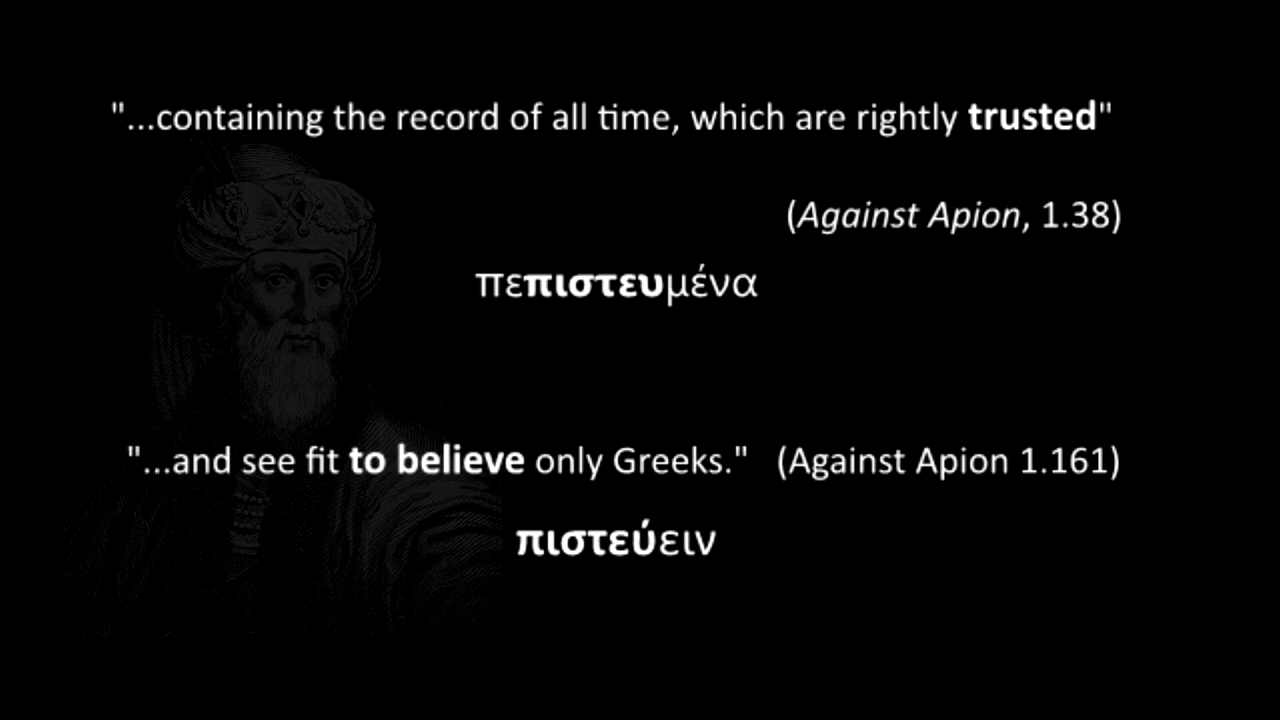 "...containing the record of all time, which are rightly trusted"
(Against Apion, 1.38)
πεπιστευμένα
"...and see fit to believe only Greeks." (Against Apion 1.161)
πιστεύειν